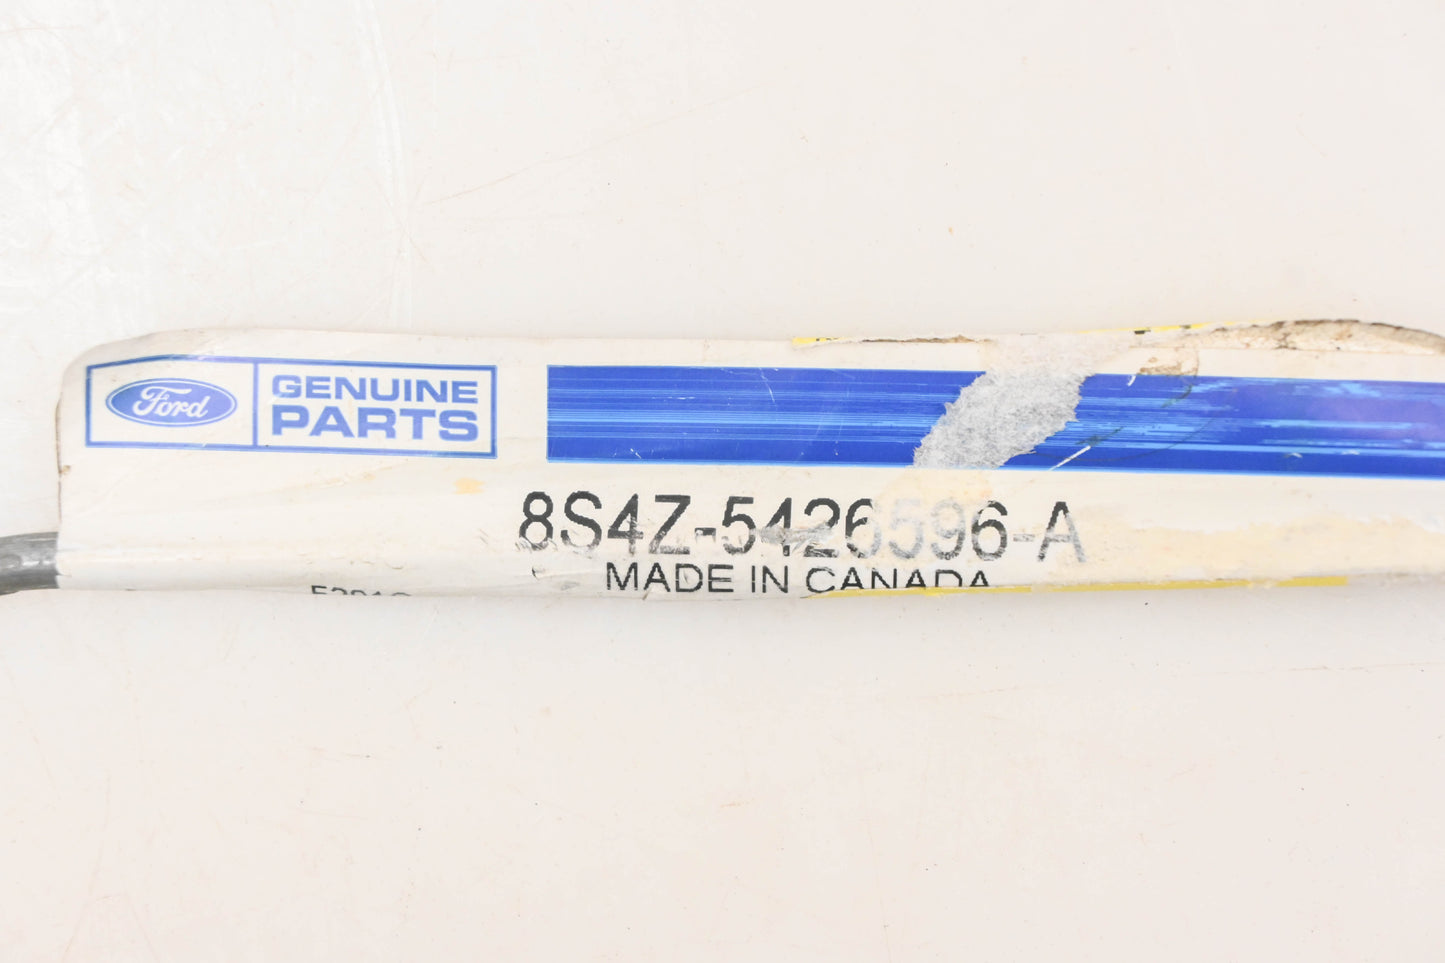 Ford
GENUINE
PARTS
8S4Z-5426596-A
MADE IN CANADA